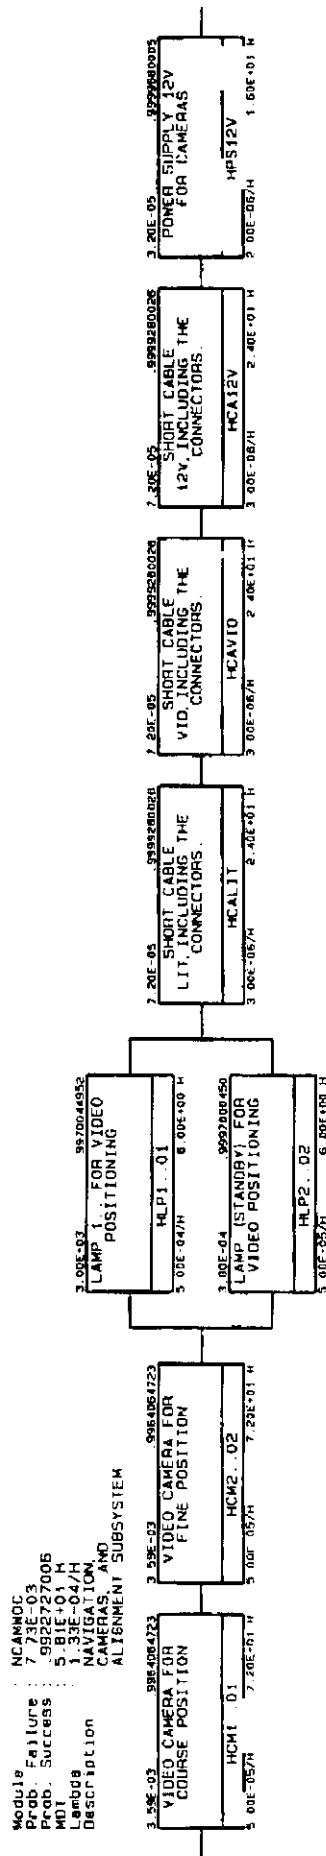 Module : NCAMMOC
Prob. Failure : 7.73E-03
Prob. Success : .9922727006
MDT : 5.81E+01 H
Lambda : 1.33E-04/H
Description : NAVIGATION,
CAMERAS, AND
ALIGNMENT SUBSYSTEM
3.59E-03 .9964064723
VIDEO CAMERA FOR
COURSE POSITION
HCM1..01
5.00E-05/H 7.20E+01 H
3.59E-03 .9964064723
VIDEO CAMERA FOR
FINE POSITION
HCM2..02
5.00E-05/H 7.20E+01 H
3.00E-03 .9970044952
LAMP 1.. FOR VIDEO
POSITIONING
HLP1..01
5.00E-04/H 6.00E+00 H
3.00E-04 .9997000450
LAMP (STANDBY) FOR
VIDEO POSITIONING
HLP2..02
5.00E-05/H 6.00E+00 H
7.20E-05 .9999280026
SHORT CABLE
LIT, INCLUDING THE
CONNECTORS.
HCALIT
3.00E-06/H 2.40E+01 H
7.20E-05 .9999280026
SHORT CABLE
VID, INCLUDING THE
CONNECTORS.
HCAVID
3.00E-06/H 2.40E+01 H
7.20E-05 .9999280026
SHORT CABLE
12V, INCLUDING THE
CONNECTORS.
HCA12V
3.00E-06/H 2.40E+01 H
3.20E-05 .9999680005
POWER SUPPLY 12V
FOR CAMERAS
HPS12V
2.00E-06/H 1.60E+01 H